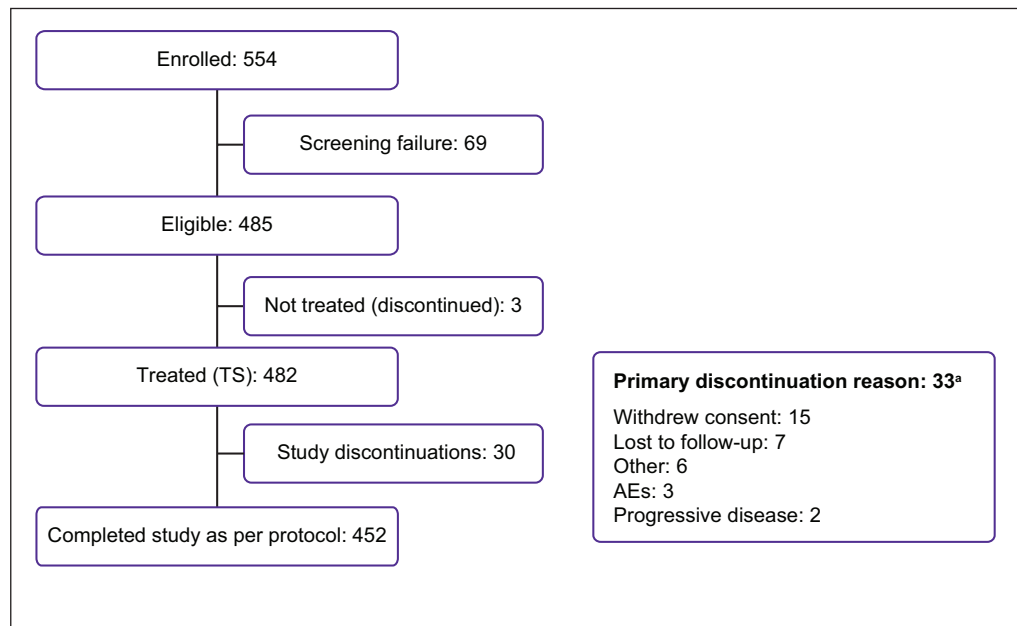 Enrolled: 554
Screening failure: 69
Eligible: 485
Not treated (discontinued): 3
Treated (TS): 482
Study discontinuations: 30
Completed study as per protocol: 452
Primary discontinuation reason: 33ᵃ
Withdrew consent: 15
Lost to follow-up: 7
Other: 6
AEs: 3
Progressive disease: 2